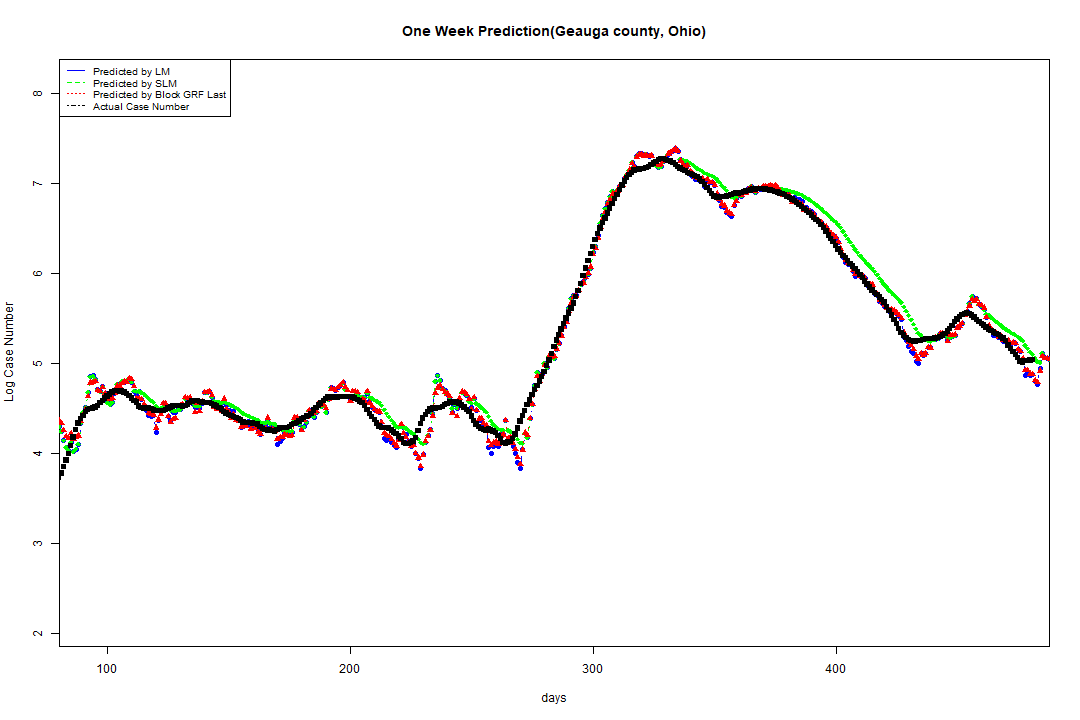 One Week Prediction(Geauga county, Ohio)
Predicted by LM
Predicted by SLM
Predicted by Block GRF Last
Actual Case Number
8
7
6
5
4
3
2
Log Case Number
100
200
300
400
days